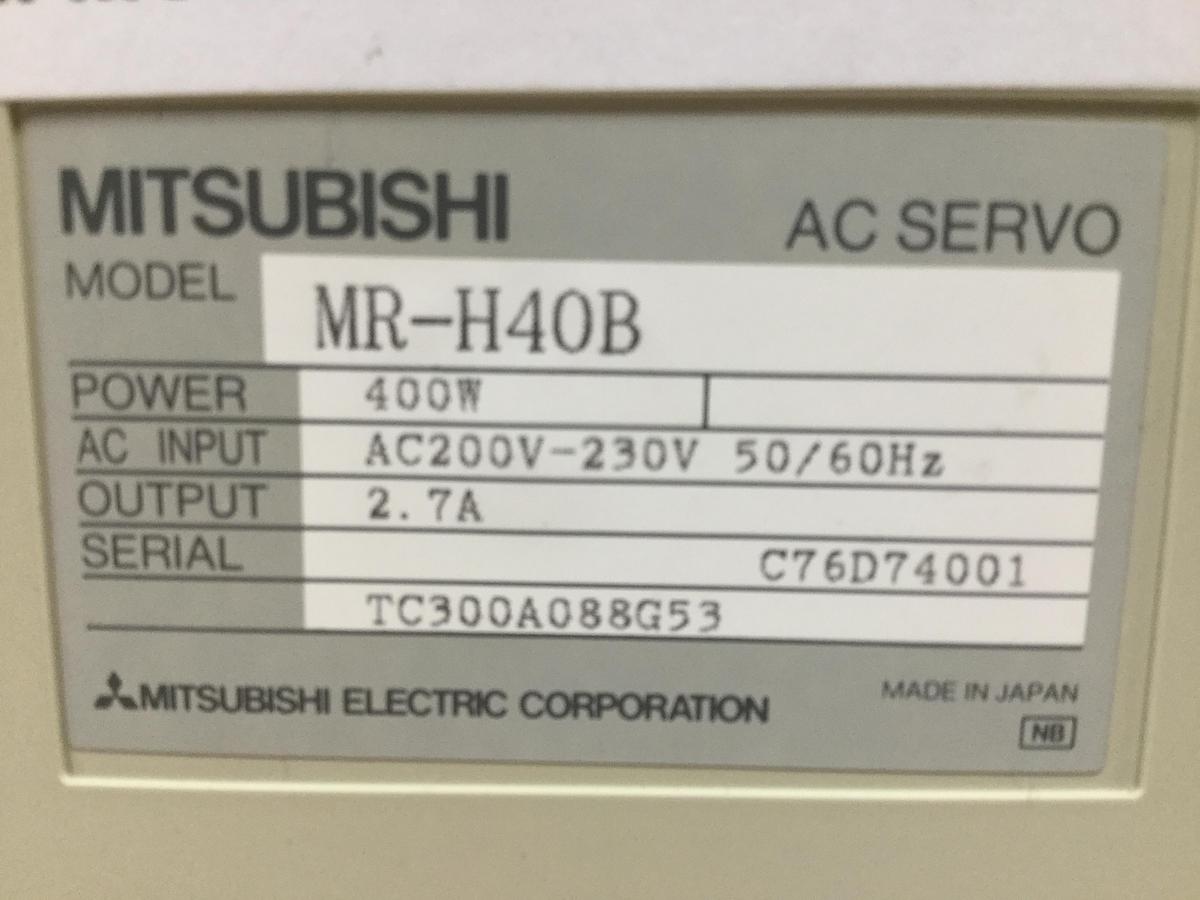 MITSUBISHI AC SERVO
MODEL MR-H40B
POWER 400W
AC INPUT AC200V-230V 50/60Hz
OUTPUT 2.7A
SERIAL C76D74001
TC300A088G53
MITSUBISHI ELECTRIC CORPORATION MADE IN JAPAN
NB